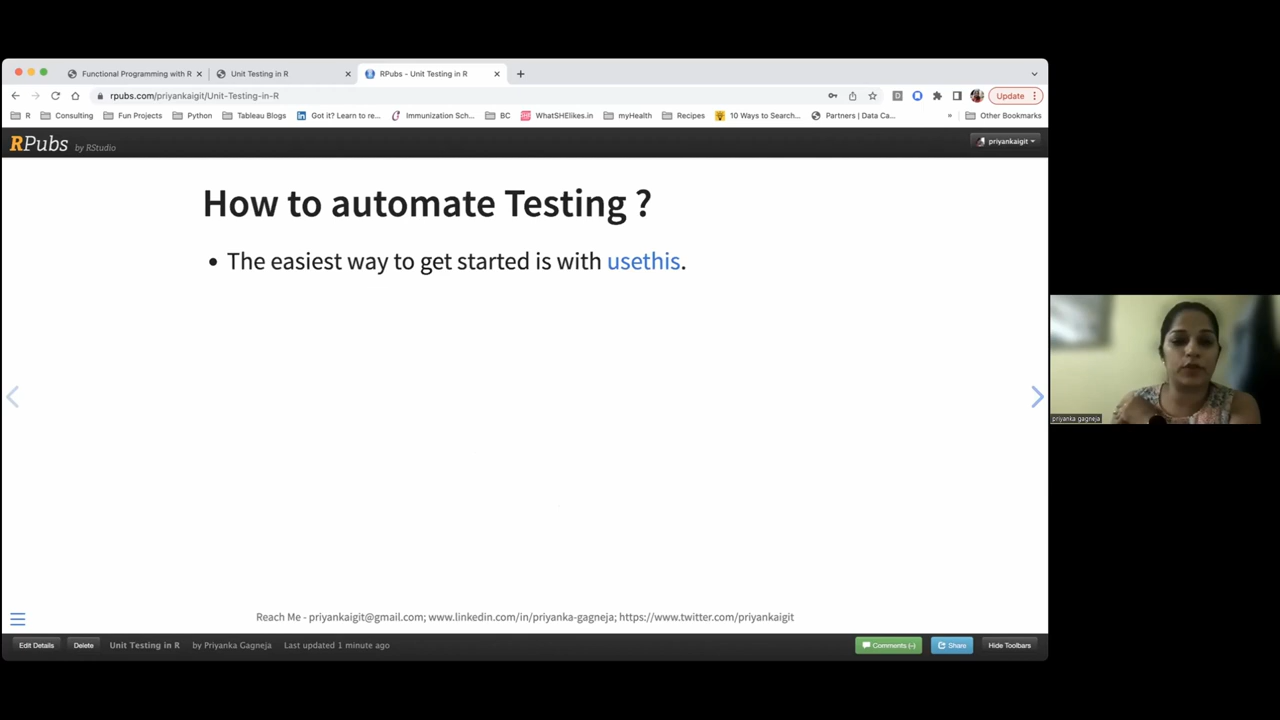 Functional Programming with R
Unit Testing in R
RPubs - Unit Testing in R
rpubs.com/priyankaigit/Unit-Testing-in-R
Update
R
Consulting
Fun Projects
Python
Tableau Blogs
Got it? Learn to re...
Immunization Sch...
BC
WhatSHElikes.in
myHealth
Recipes
10 Ways to Search...
Partners | Data Ca...
»
Other Bookmarks
RPubs by RStudio
priyankaigit
How to automate Testing ?
• The easiest way to get started is with usethis.
priyanka gagneja
Reach Me - priyankaigit@gmail.com; www.linkedin.com/in/priyanka-gagneja; https://www.twitter.com/priyankaigit
Edit Details
Delete
Unit Testing in R by Priyanka Gagneja Last updated 1 minute ago
Comments (–)
Share
Hide Toolbars